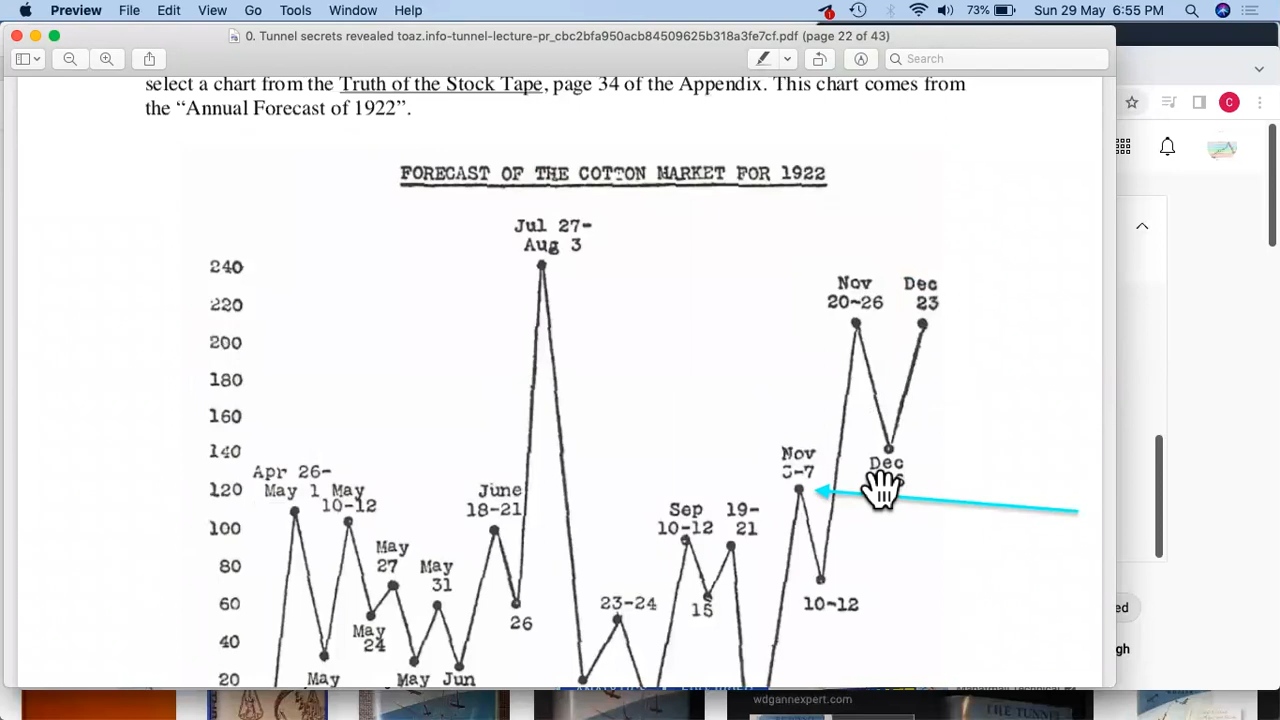 Preview File Edit View Go Tools Window Help 1 73% Sun 29 May 6:55 PM
0. Tunnel secrets revealed toaz.info-tunnel-lecture-pr_cbc2bfa950acb84509625b318a3fe7cf.pdf (page 22 of 43)
Search
select a chart from the Truth of the Stock Tape, page 34 of the Appendix. This chart comes from
the “Annual Forecast of 1922”.
C
FORECAST OF THE COTTON MARKET FOR 1922
Jul 27-
Aug 3
240
220
200
180
160
140
120
100
80
60
40
20
Apr 26-
May 1
May
10-12
May
24
May
27
May
31
May
May
Jun
June
18-21
26
23-24
Sep
10-12
15
19-
21
Nov
10-12
Nov
20-26
Dec
Dec
23
ed
gh
wdgannexpert.com